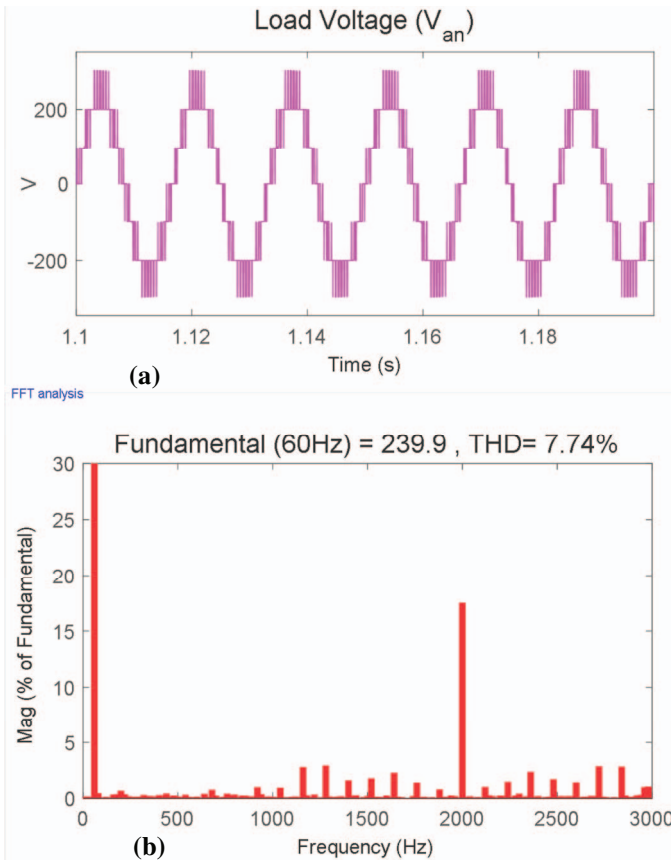 Load Voltage (Van)
200
0
-200
V
1.1 1.12 1.14 1.16 1.18
Time (s)
(a)
FFT analysis
Fundamental (60Hz) = 239.9 , THD= 7.74%
30
25
20
15
10
5
0
Mag (% of Fundamental)
0 500 1000 1500 2000 2500 3000
Frequency (Hz)
(b)